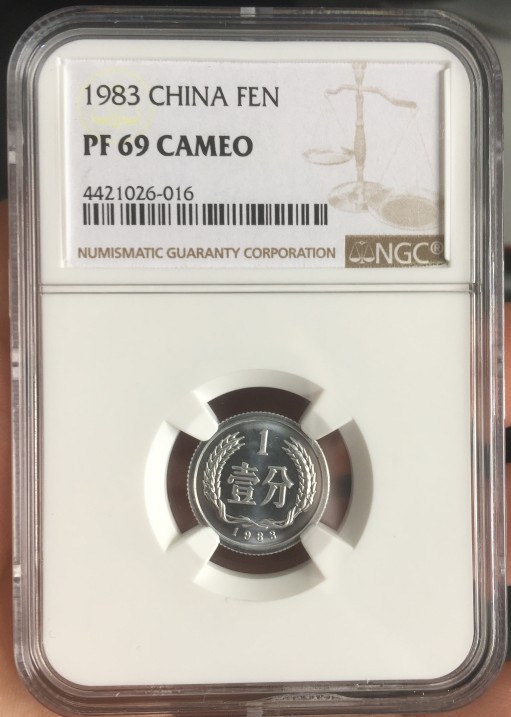 1983 CHINA FEN
PF 69 CAMEO
4421026-016
NUMISMATIC GUARANTY CORPORATION NGC®
1
壹分
1983